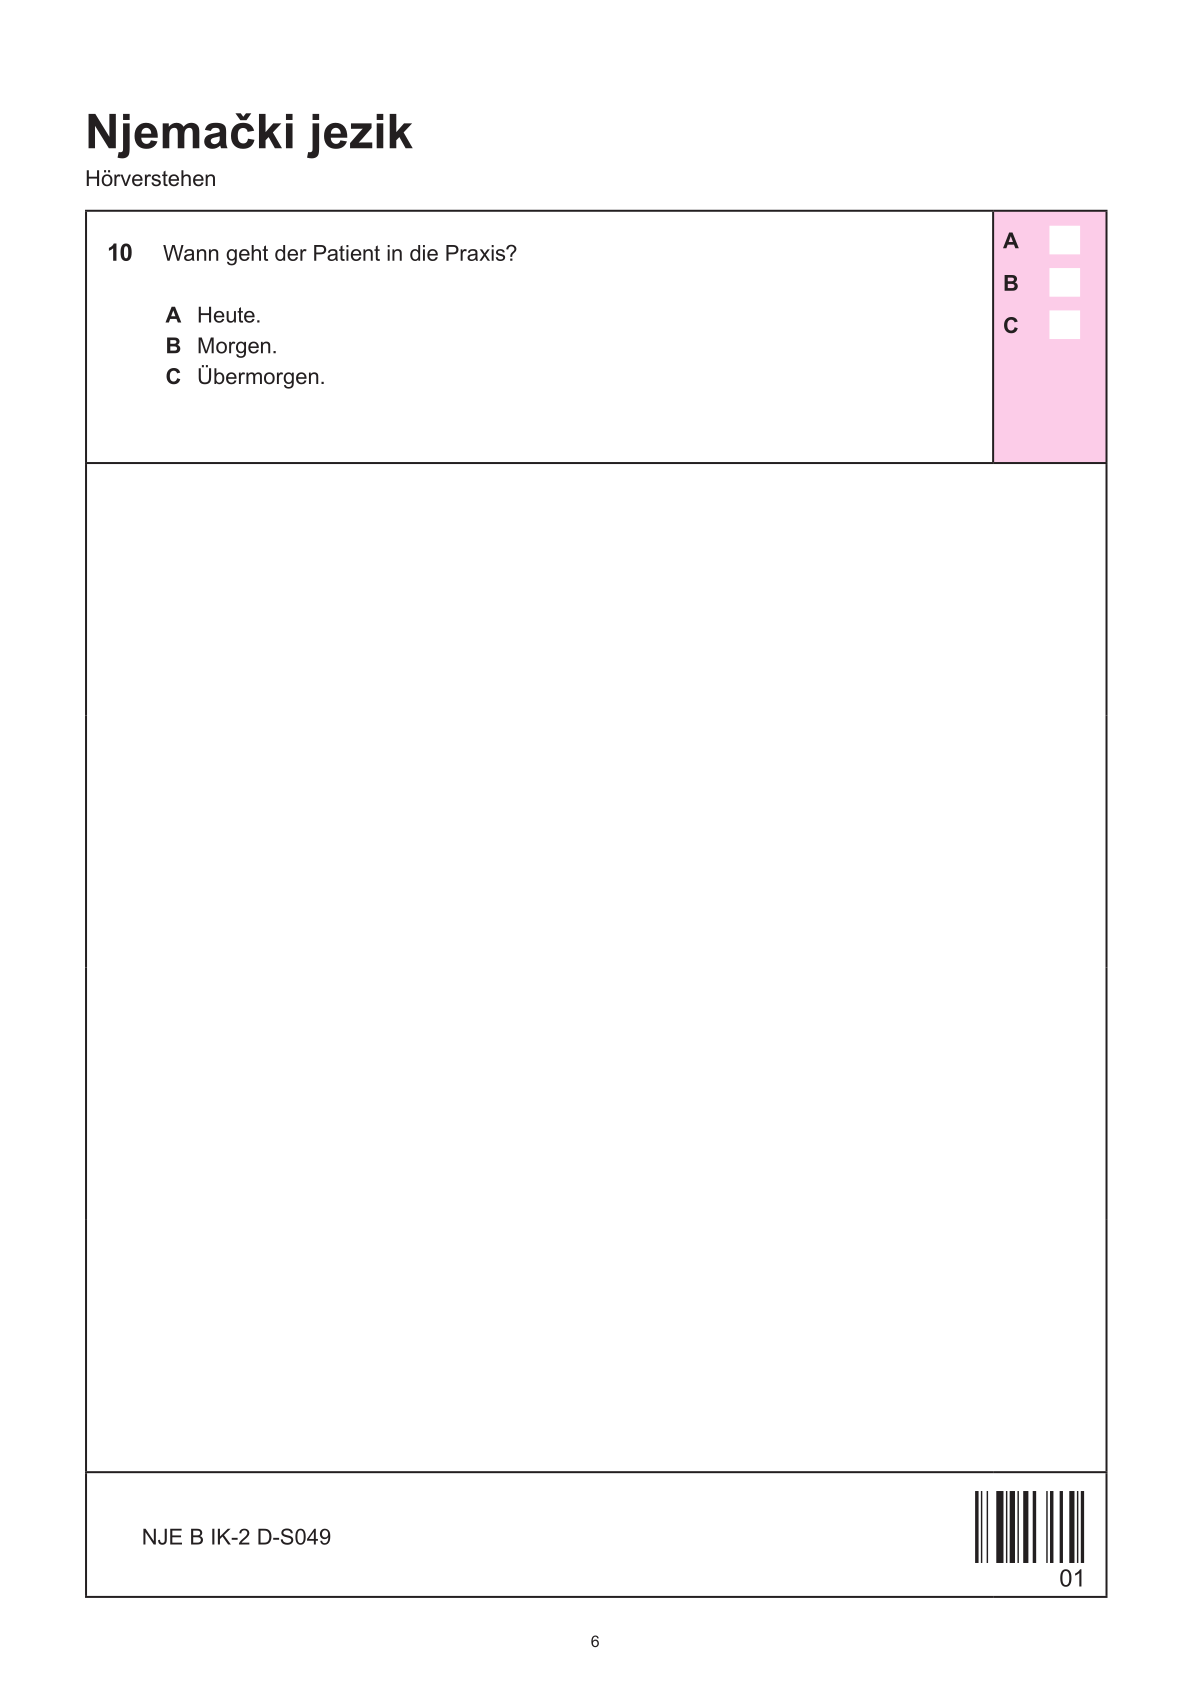 Njemački jezik
Hörverstehen
10 Wann geht der Patient in die Praxis?
A Heute.
B Morgen.
C Übermorgen.
A
B
C
NJE B IK-2 D-S049
01
6